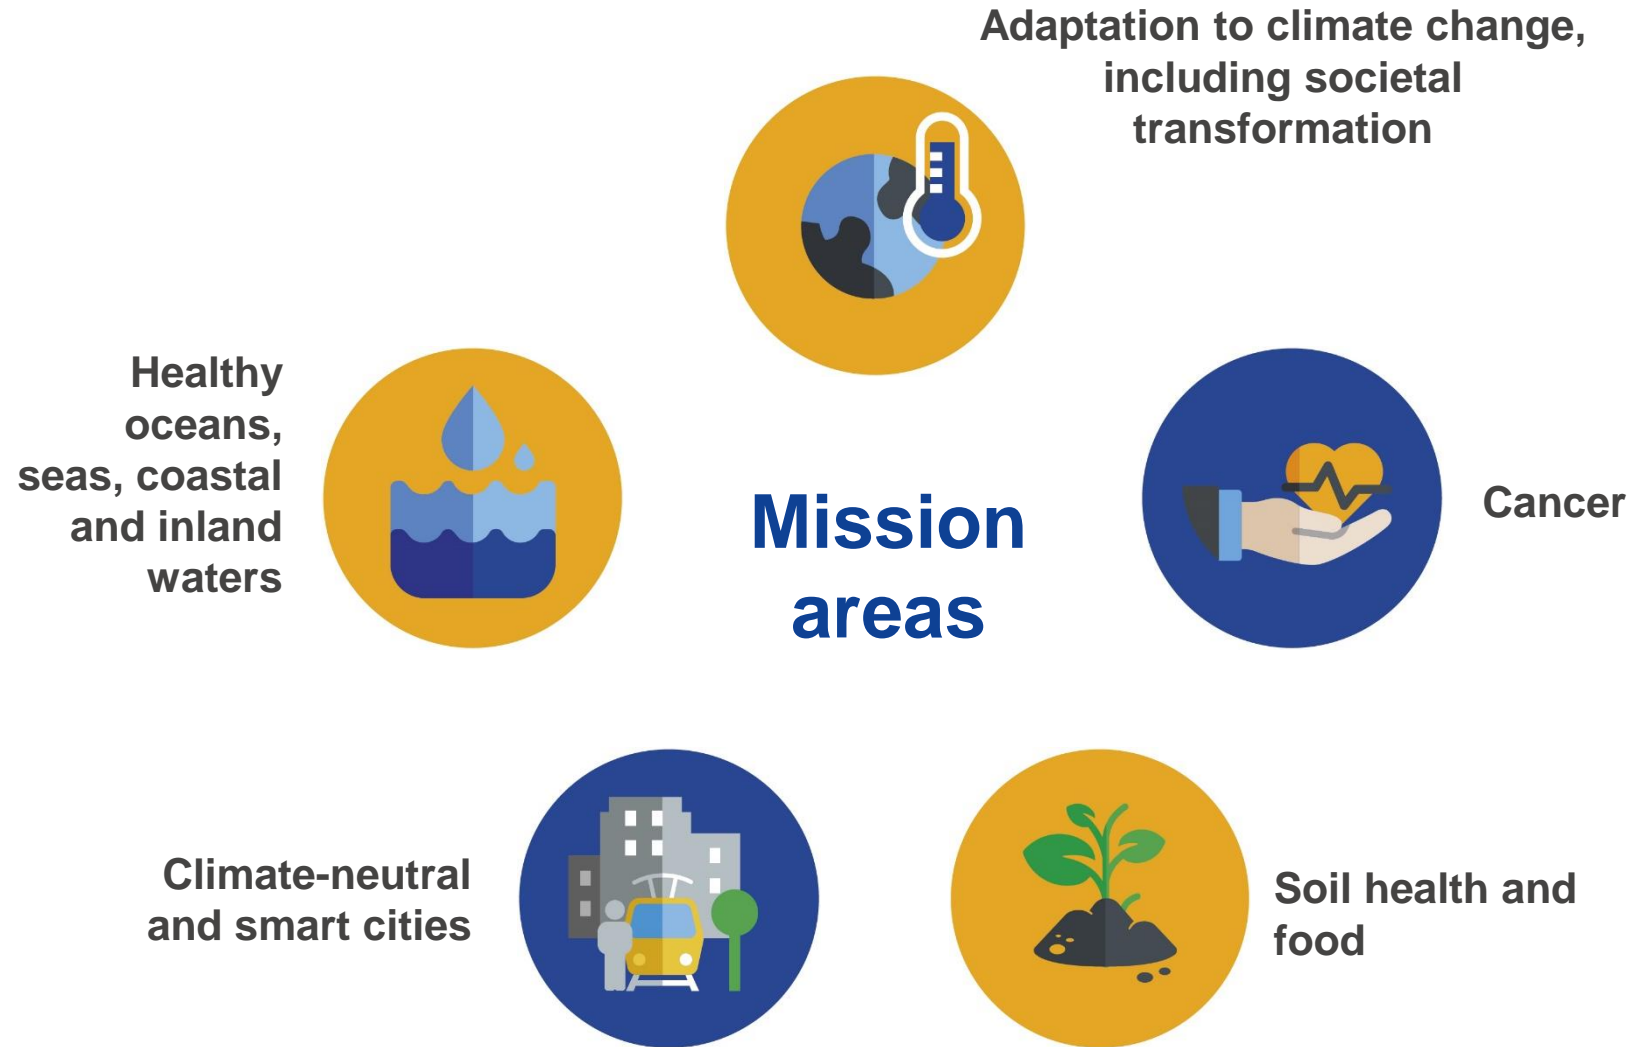 Adaptation to climate change,
including societal
transformation
Healthy
oceans,
seas, coastal
and inland
waters
Mission
areas
Cancer
Climate-neutral
and smart cities
Soil health and
food